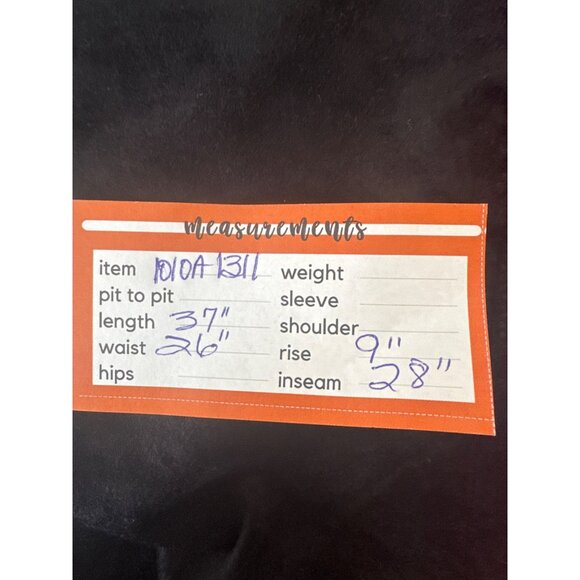 measurements
item 1010A1311
pit to pit
length 37"
waist 26"
hips
weight
sleeve
shoulder
rise 9"
inseam 28"